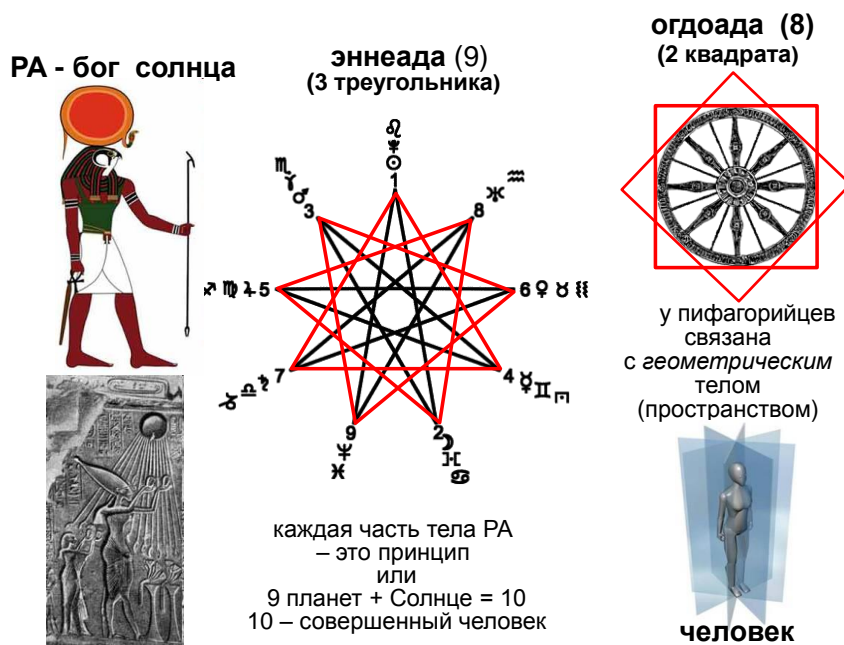 РА - бог солнца
эннеада (9)
(3 треугольника)
огдоада (8)
(2 квадрата)
♌
☉
1
♏ ♂
3
8
♒
♐ ♍ ♃ 5
6 ♀ ♉
7
♎
4 ☿ ♊
9
♆
♓
2 ☽
♋
у пифагорийцев
связана
с геометрическим
телом
(пространством)
каждая часть тела РА
– это принцип
или
9 планет + Солнце = 10
10 – совершенный человек
человек